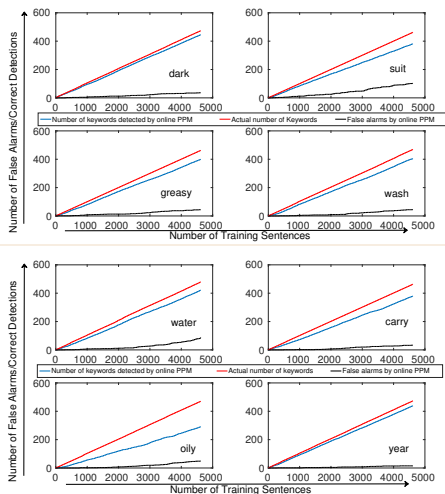 Number of False Alarms/Correct Detections
600
400
200
0
0 1000 2000 3000 4000 5000
dark
600
400
200
0
0 1000 2000 3000 4000 5000
suit
Number of keywords detected by online PPM Actual number of Keywords False alarms by online PPM
600
400
200
0
0 1000 2000 3000 4000 5000
greasy
600
400
200
0
0 1000 2000 3000 4000 5000
wash
Number of Training Sentences
Number of False Alarms/Correct Detections
600
400
200
0
0 1000 2000 3000 4000 5000
water
600
400
200
0
0 1000 2000 3000 4000 5000
carry
Number of keywords detected by online PPM Actual number of keywords False alarms by online PPM
600
400
200
0
0 1000 2000 3000 4000 5000
oily
600
400
200
0
0 1000 2000 3000 4000 5000
year
Number of Training Sentences